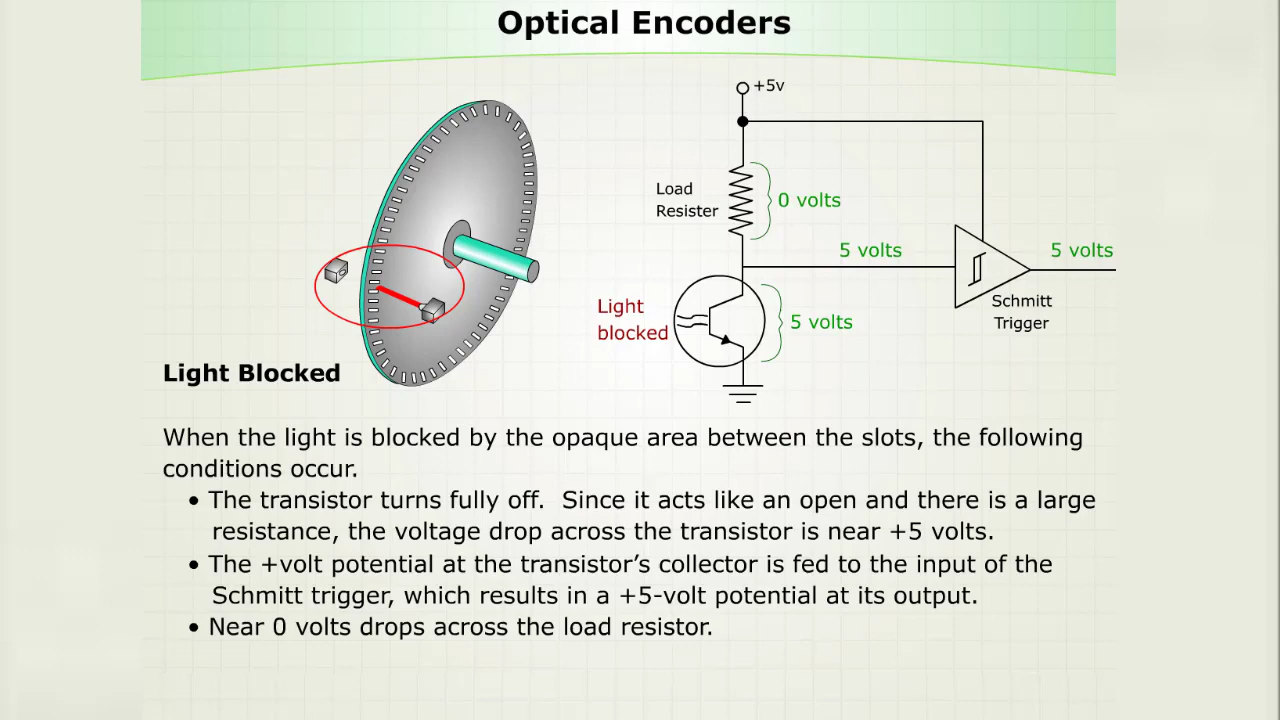 Optical Encoders
+5v
Load
Resister
0 volts
5 volts
5 volts
Light
blocked
5 volts
Schmitt
Trigger
Light Blocked
When the light is blocked by the opaque area between the slots, the following
conditions occur.
• The transistor turns fully off.  Since it acts like an open and there is a large
resistance, the voltage drop across the transistor is near +5 volts.
• The +volt potential at the transistor’s collector is fed to the input of the
Schmitt trigger, which results in a +5-volt potential at its output.
• Near 0 volts drops across the load resistor.